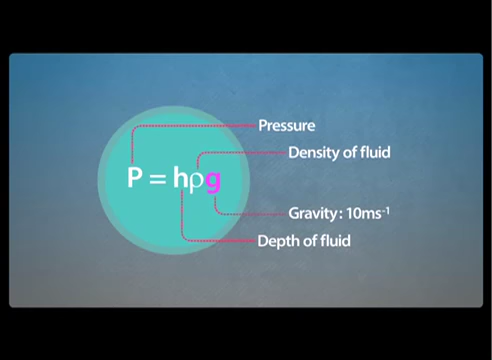 Pressure
Density of fluid
P = hρg
Gravity: 10ms⁻¹
Depth of fluid